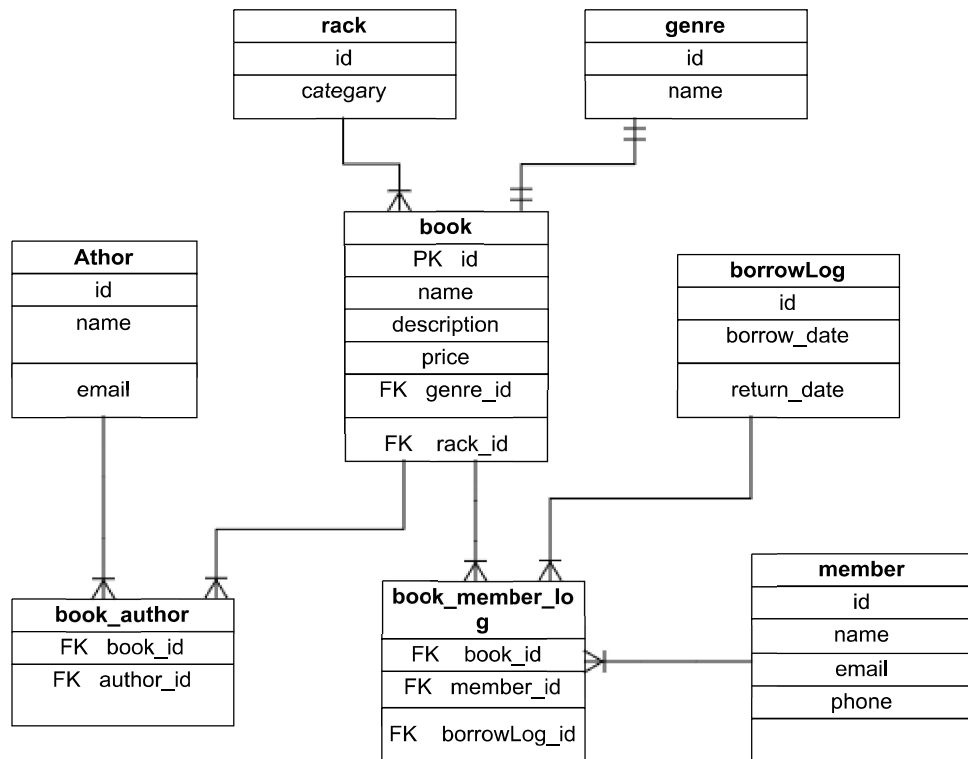 rack
id
categary
genre
id
name
book
PK id
name
description
price
FK genre_id
FK rack_id
Athor
id
name
email
borrowLog
id
borrow_date
return_date
book_author
FK book_id
FK author_id
book_member_lo
g
FK book_id
FK member_id
FK borrowLog_id
member
id
name
email
phone